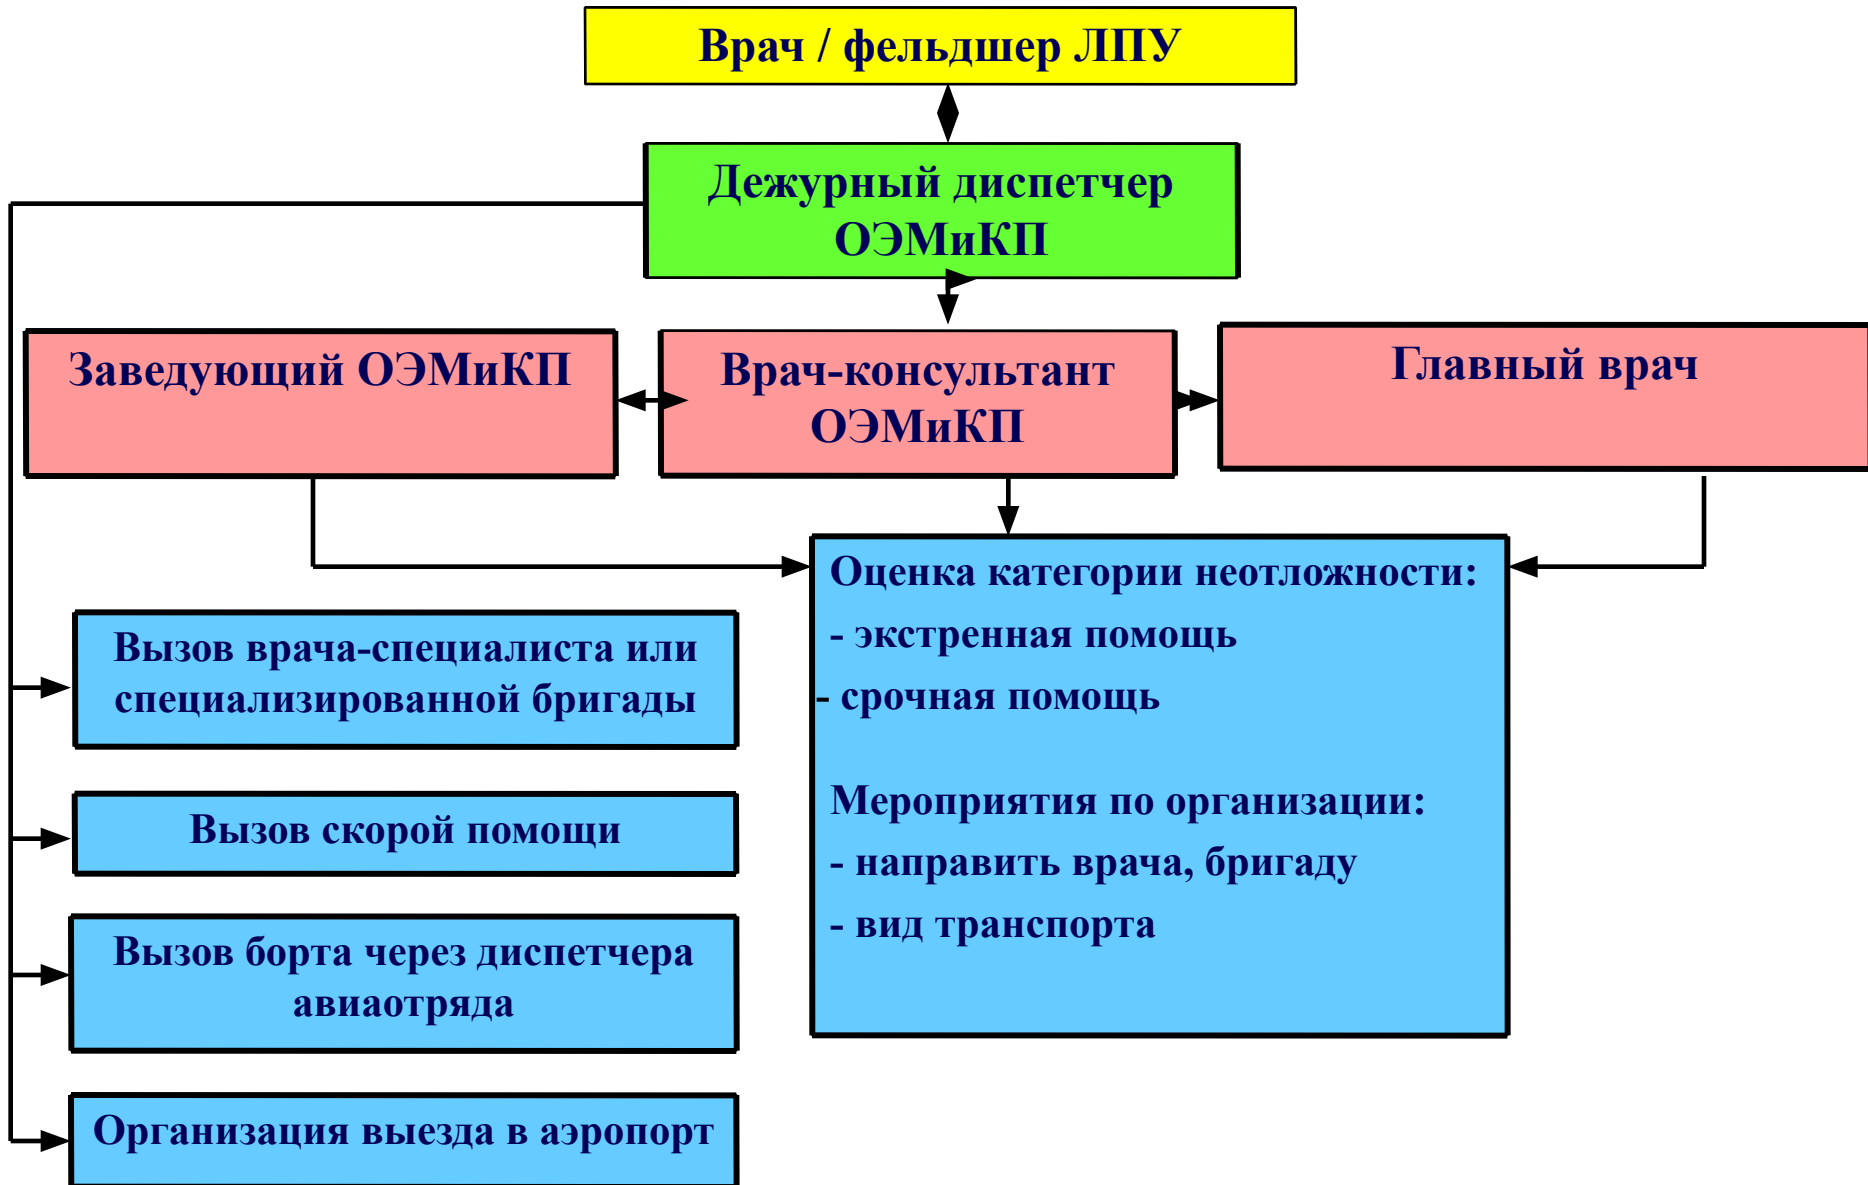 Врач / фельдшер ЛПУ
Дежурный диспетчер
ОЭМиКП
Заведующий ОЭМиКП
Врач-консультант
ОЭМиКП
Главный врач
Оценка категории неотложности:
- экстренная помощь
- срочная помощь
Мероприятия по организации:
- направить врача, бригаду
- вид транспорта
Вызов врача-специалиста или
специализированной бригады
Вызов скорой помощи
Вызов борта через диспетчера
авиаотряда
Организация выезда в аэропорт